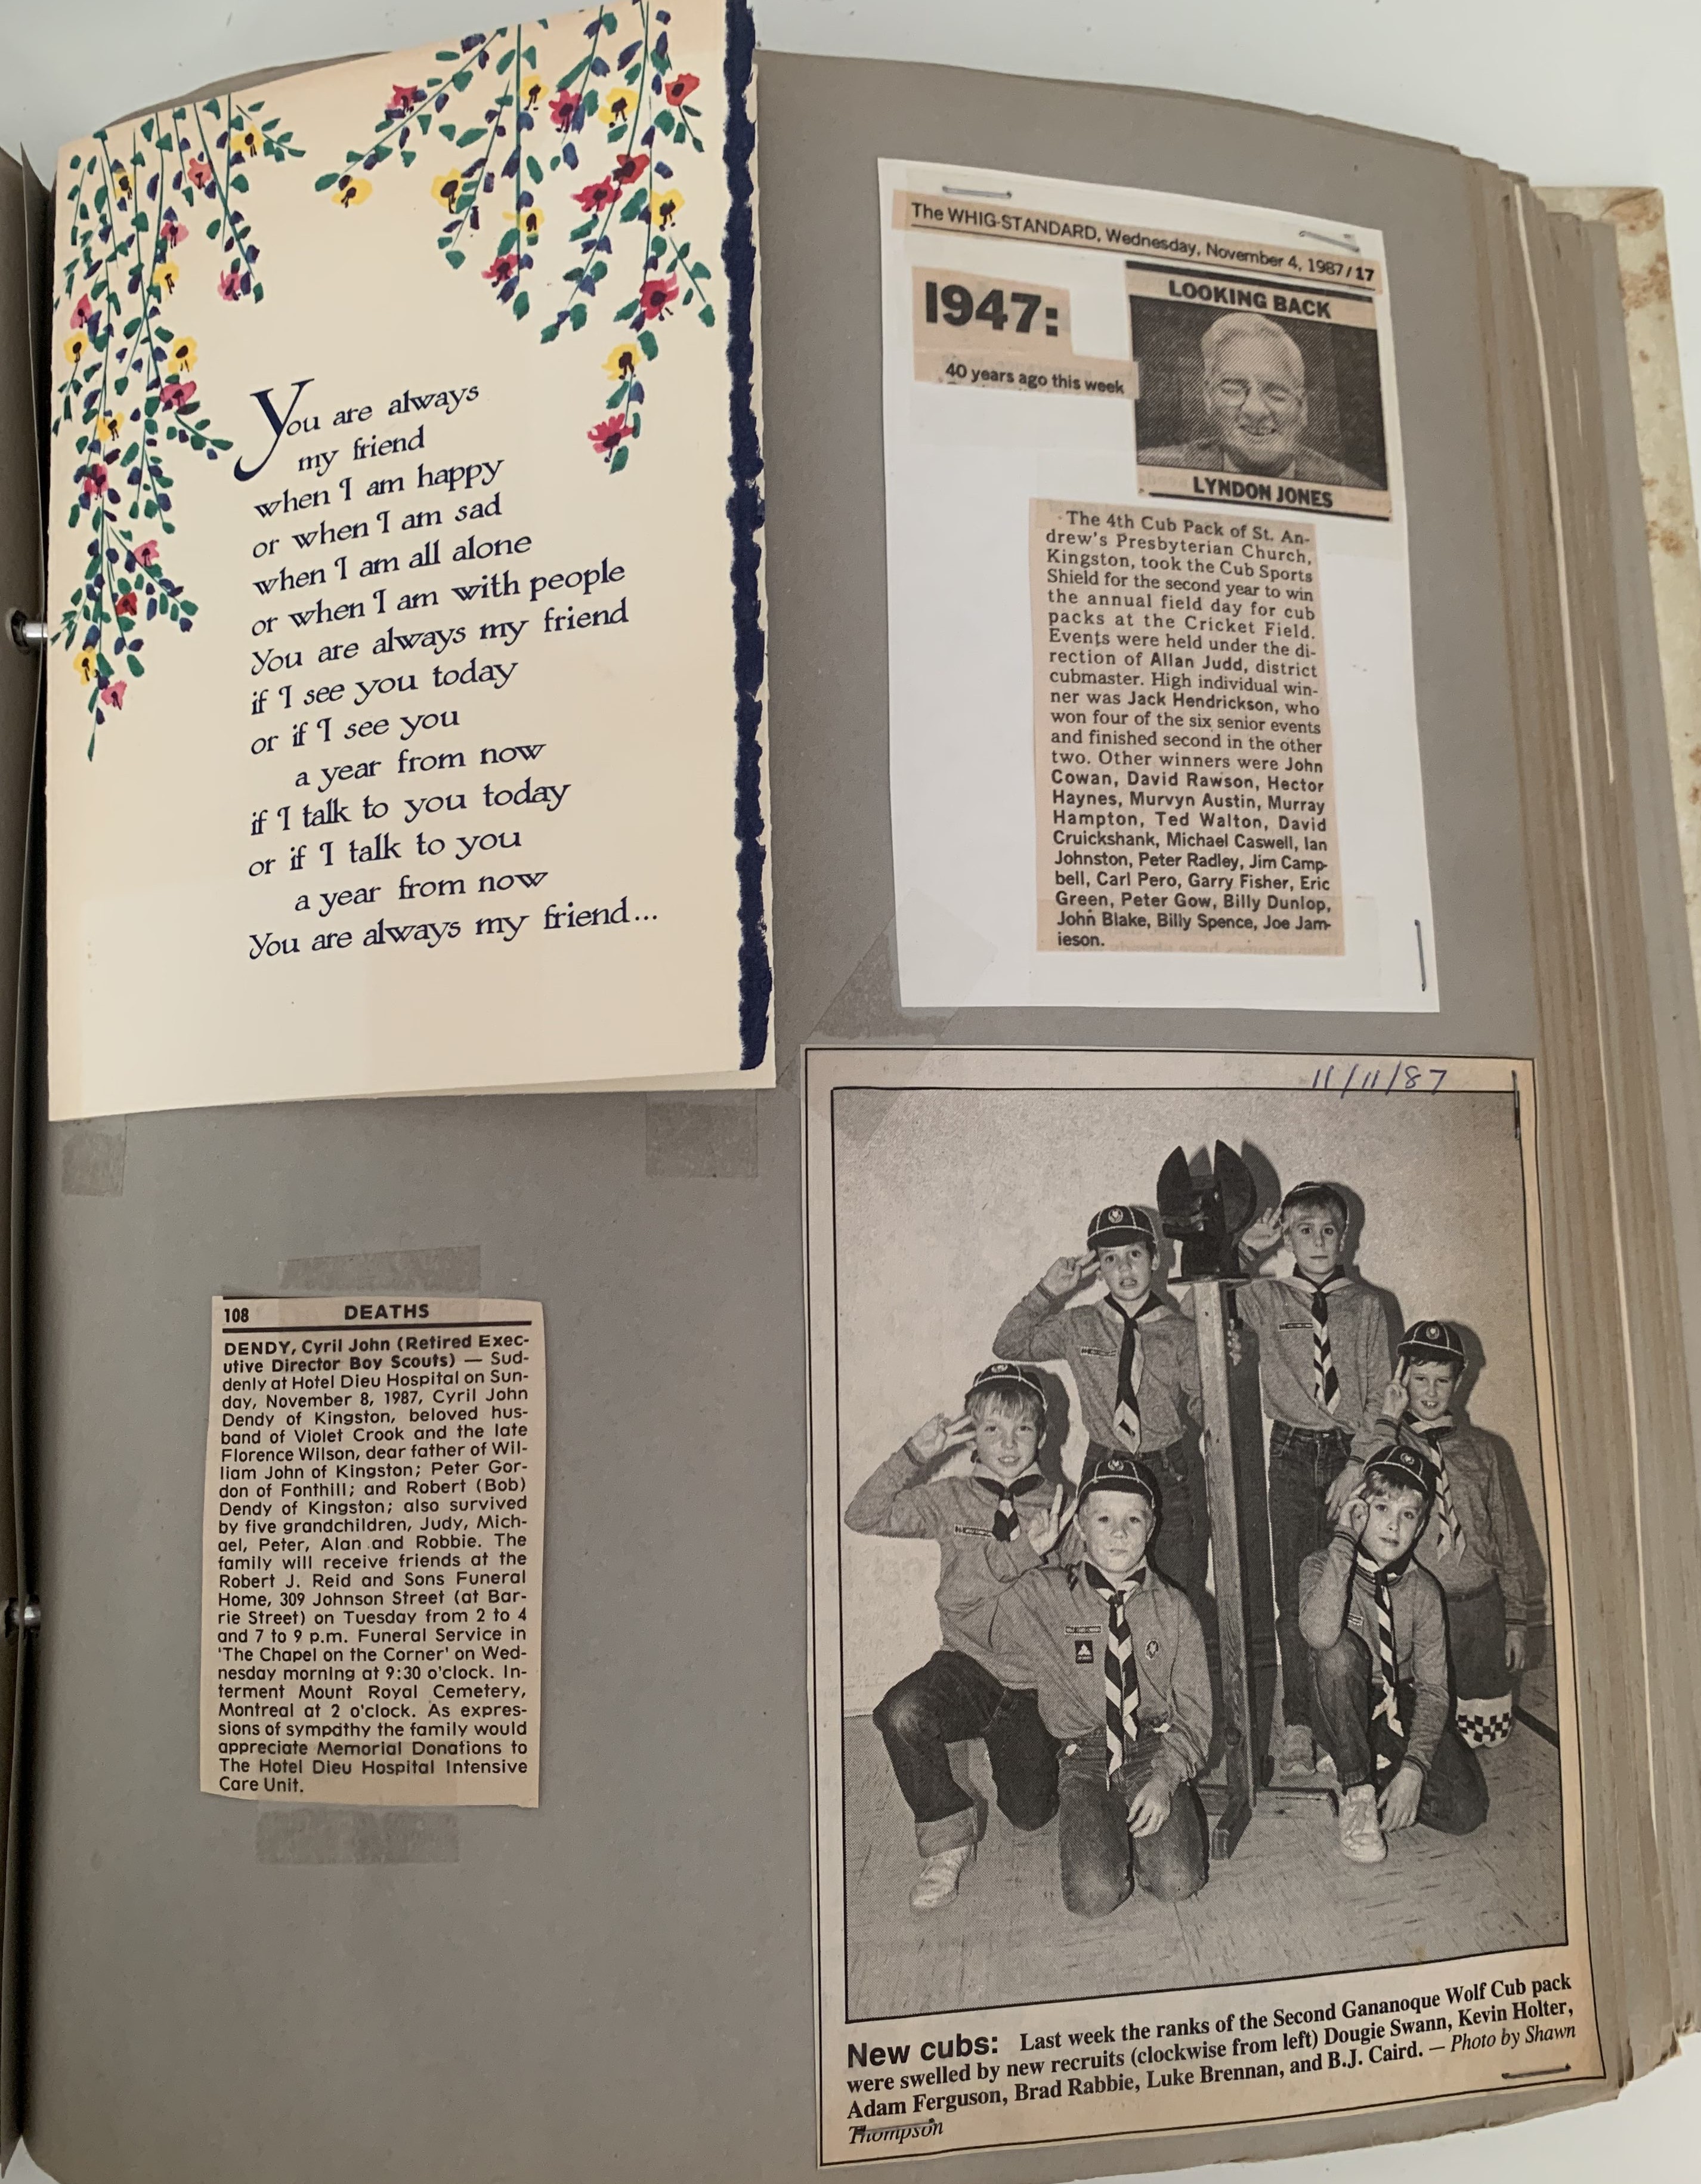 You are always
my friend
when I am happy
or when I am sad
when I am all alone
or when I am with people
You are always my friend
if I see you today
or if I see you
a year from now
if I talk to you today
or if I talk to you
a year from now
You are always my friend...
The WHIG-STANDARD, Wednesday, November 4, 1987/17
1947:
40 years ago this week
LOOKING BACK
LYNDON JONES
The 4th Cub Pack of St. An-
drew's Presbyterian Church,
Kingston, took the Cub Sports
Shield for the second year to win
the annual field day for cub
packs at the Cricket Field.
Events were held under the di-
rection of Allan Judd, district
cubmaster. High individual win-
ner was Jack Hendrickson, who
won four of the six senior events
and finished second in the other
two. Other winners were John
Cowan, David Rawson, Hector
Haynes, Murvyn Austin, Murray
Hampton, Ted Walton, David
Cruickshank, Michael Caswell, Ian
Johnston, Peter Radley, Jim Camp-
bell, Carl Pero, Garry Fisher, Eric
Green, Peter Gow, Billy Dunlop,
John Blake, Billy Spence, Joe Jam-
ieson.
108 DEATHS
DENDY, Cyril John (Retired Exec-
utive Director Boy Scouts) — Sud-
denly at Hotel Dieu Hospital on Sun-
day, November 8, 1987, Cyril John
Dendy of Kingston, beloved hus-
band of Violet Crook and the late
Florence Wilson, dear father of Wil-
liam John of Kingston; Peter Gor-
don of Fonthill; and Robert (Bob)
Dendy of Kingston; also survived
by five grandchildren, Judy, Mich-
ael, Peter, Alan and Robbie. The
family will receive friends at the
Robert J. Reid and Sons Funeral
Home, 309 Johnson Street (at Bar-
rie Street) on Tuesday from 2 to 4
and 7 to 9 p.m. Funeral Service in
'The Chapel on the Corner' on Wed-
nesday morning at 9:30 o'clock. In-
terment Mount Royal Cemetery,
Montreal at 2 o'clock. As expres-
sions of sympathy the family would
appreciate Memorial Donations to
The Hotel Dieu Hospital Intensive
Care Unit.
11/11/87
New cubs: Last week the ranks of the Second Gananoque Wolf Cub pack
were swelled by new recruits (clockwise from left) Dougie Swann, Kevin Holter,
Adam Ferguson, Brad Rabbie, Luke Brennan, and B.J. Caird. — Photo by Shawn
Thompson